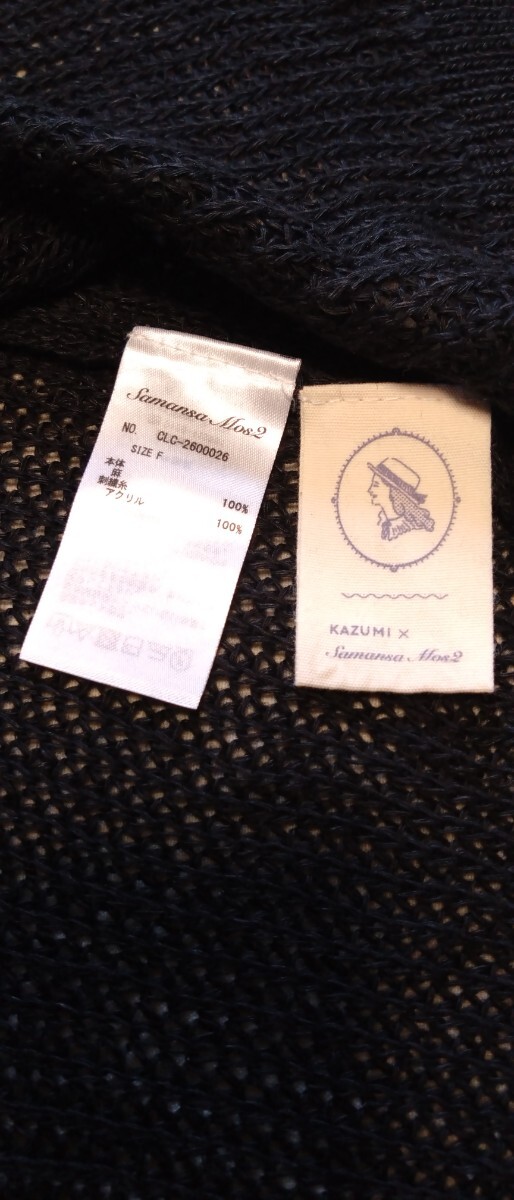 Samansa Mos2
NO. CLC-2600026
SIZE F
本体
麻 100%
刺繍糸
アクリル 100%
KAZUMI ×
Samansa Mos2